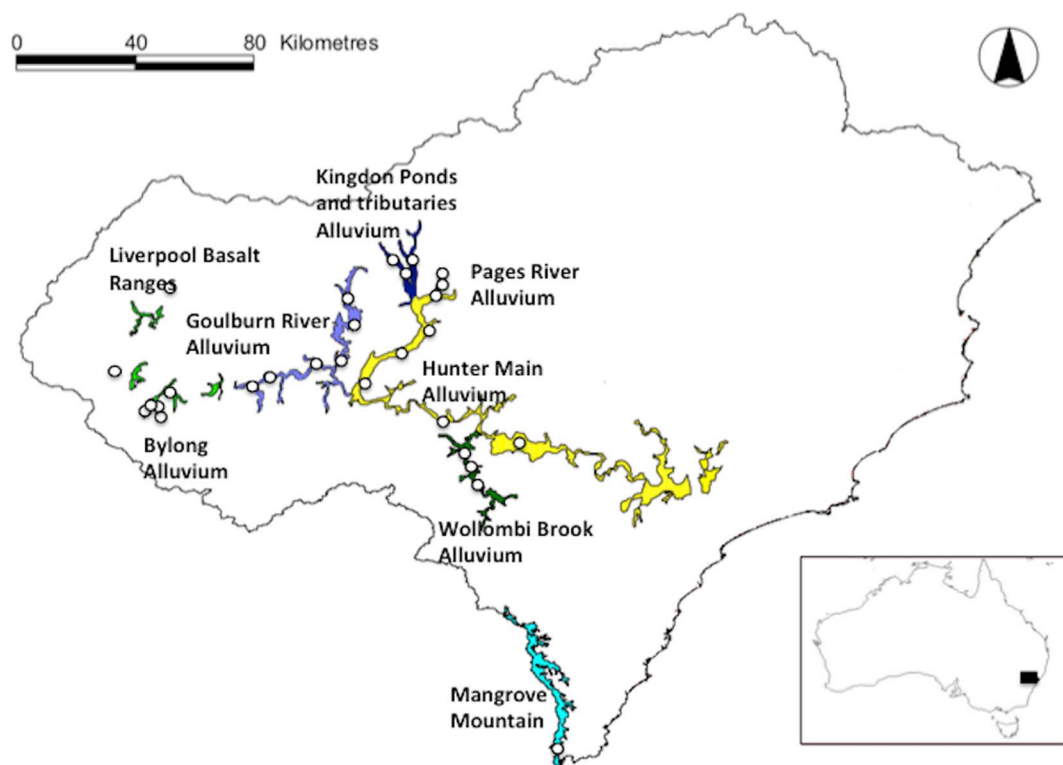 0 40 80 Kilometres
Kingdon Ponds
and tributaries
Alluvium
Liverpool Basalt
Ranges
Pages River
Alluvium
Goulburn River
Alluvium
Hunter Main
Alluvium
Bylong
Alluvium
Wollombi Brook
Alluvium
Mangrove
Mountain